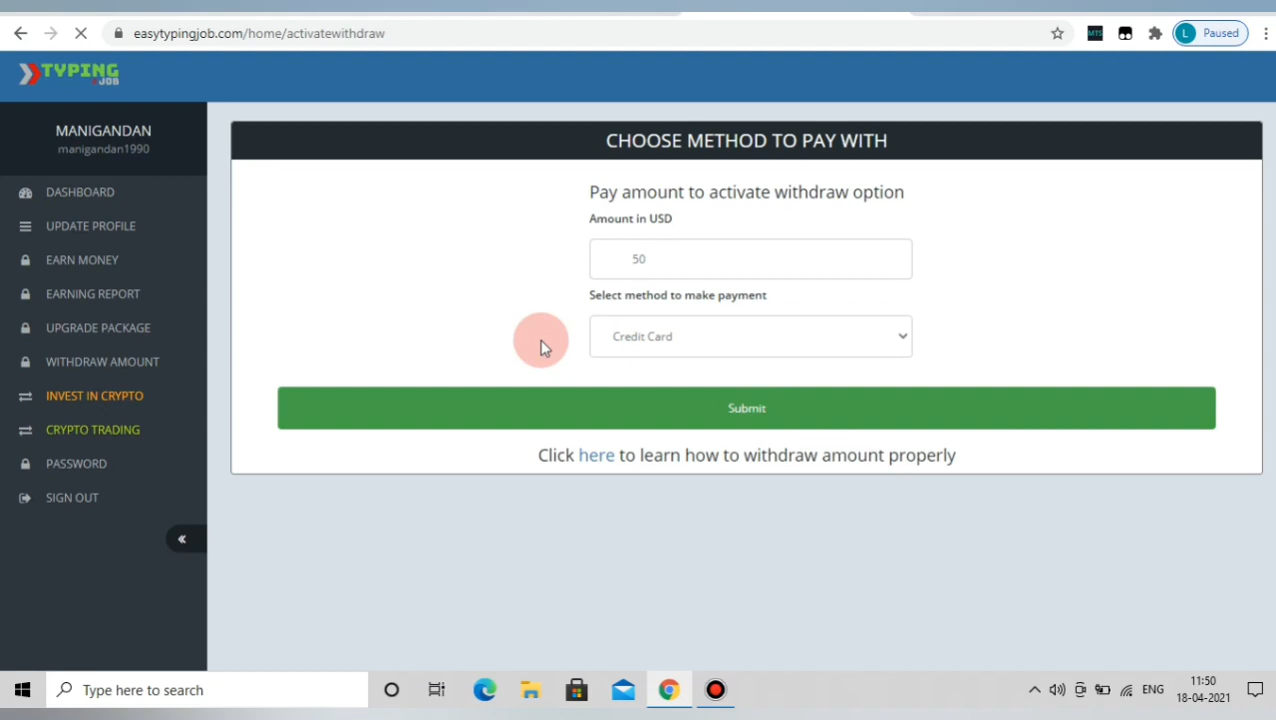 easytypingjob.com/home/activatewithdraw
MTS
L
Paused
TYPING
JOB
MANIGANDAN
manigandan1990
DASHBOARD
UPDATE PROFILE
EARN MONEY
EARNING REPORT
UPGRADE PACKAGE
WITHDRAW AMOUNT
INVEST IN CRYPTO
CRYPTO TRADING
PASSWORD
SIGN OUT
CHOOSE METHOD TO PAY WITH
Pay amount to activate withdraw option
Amount in USD
50
Select method to make payment
Credit Card
Submit
Click here to learn how to withdraw amount properly
Type here to search
ENG
11:50
18-04-2021